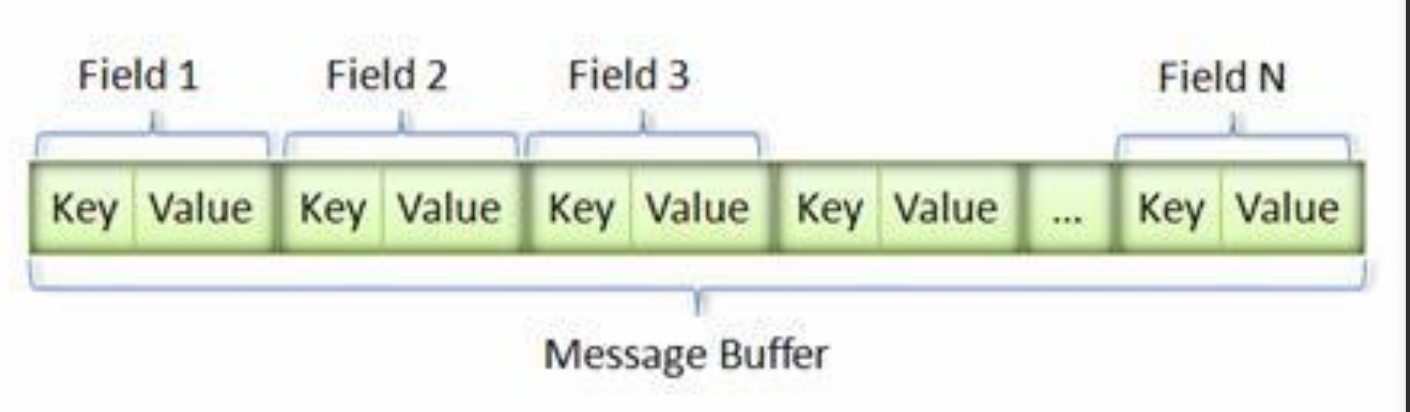 Field 1 Field 2 Field 3 Field N
Key Value Key Value Key Value Key Value ... Key Value
Message Buffer